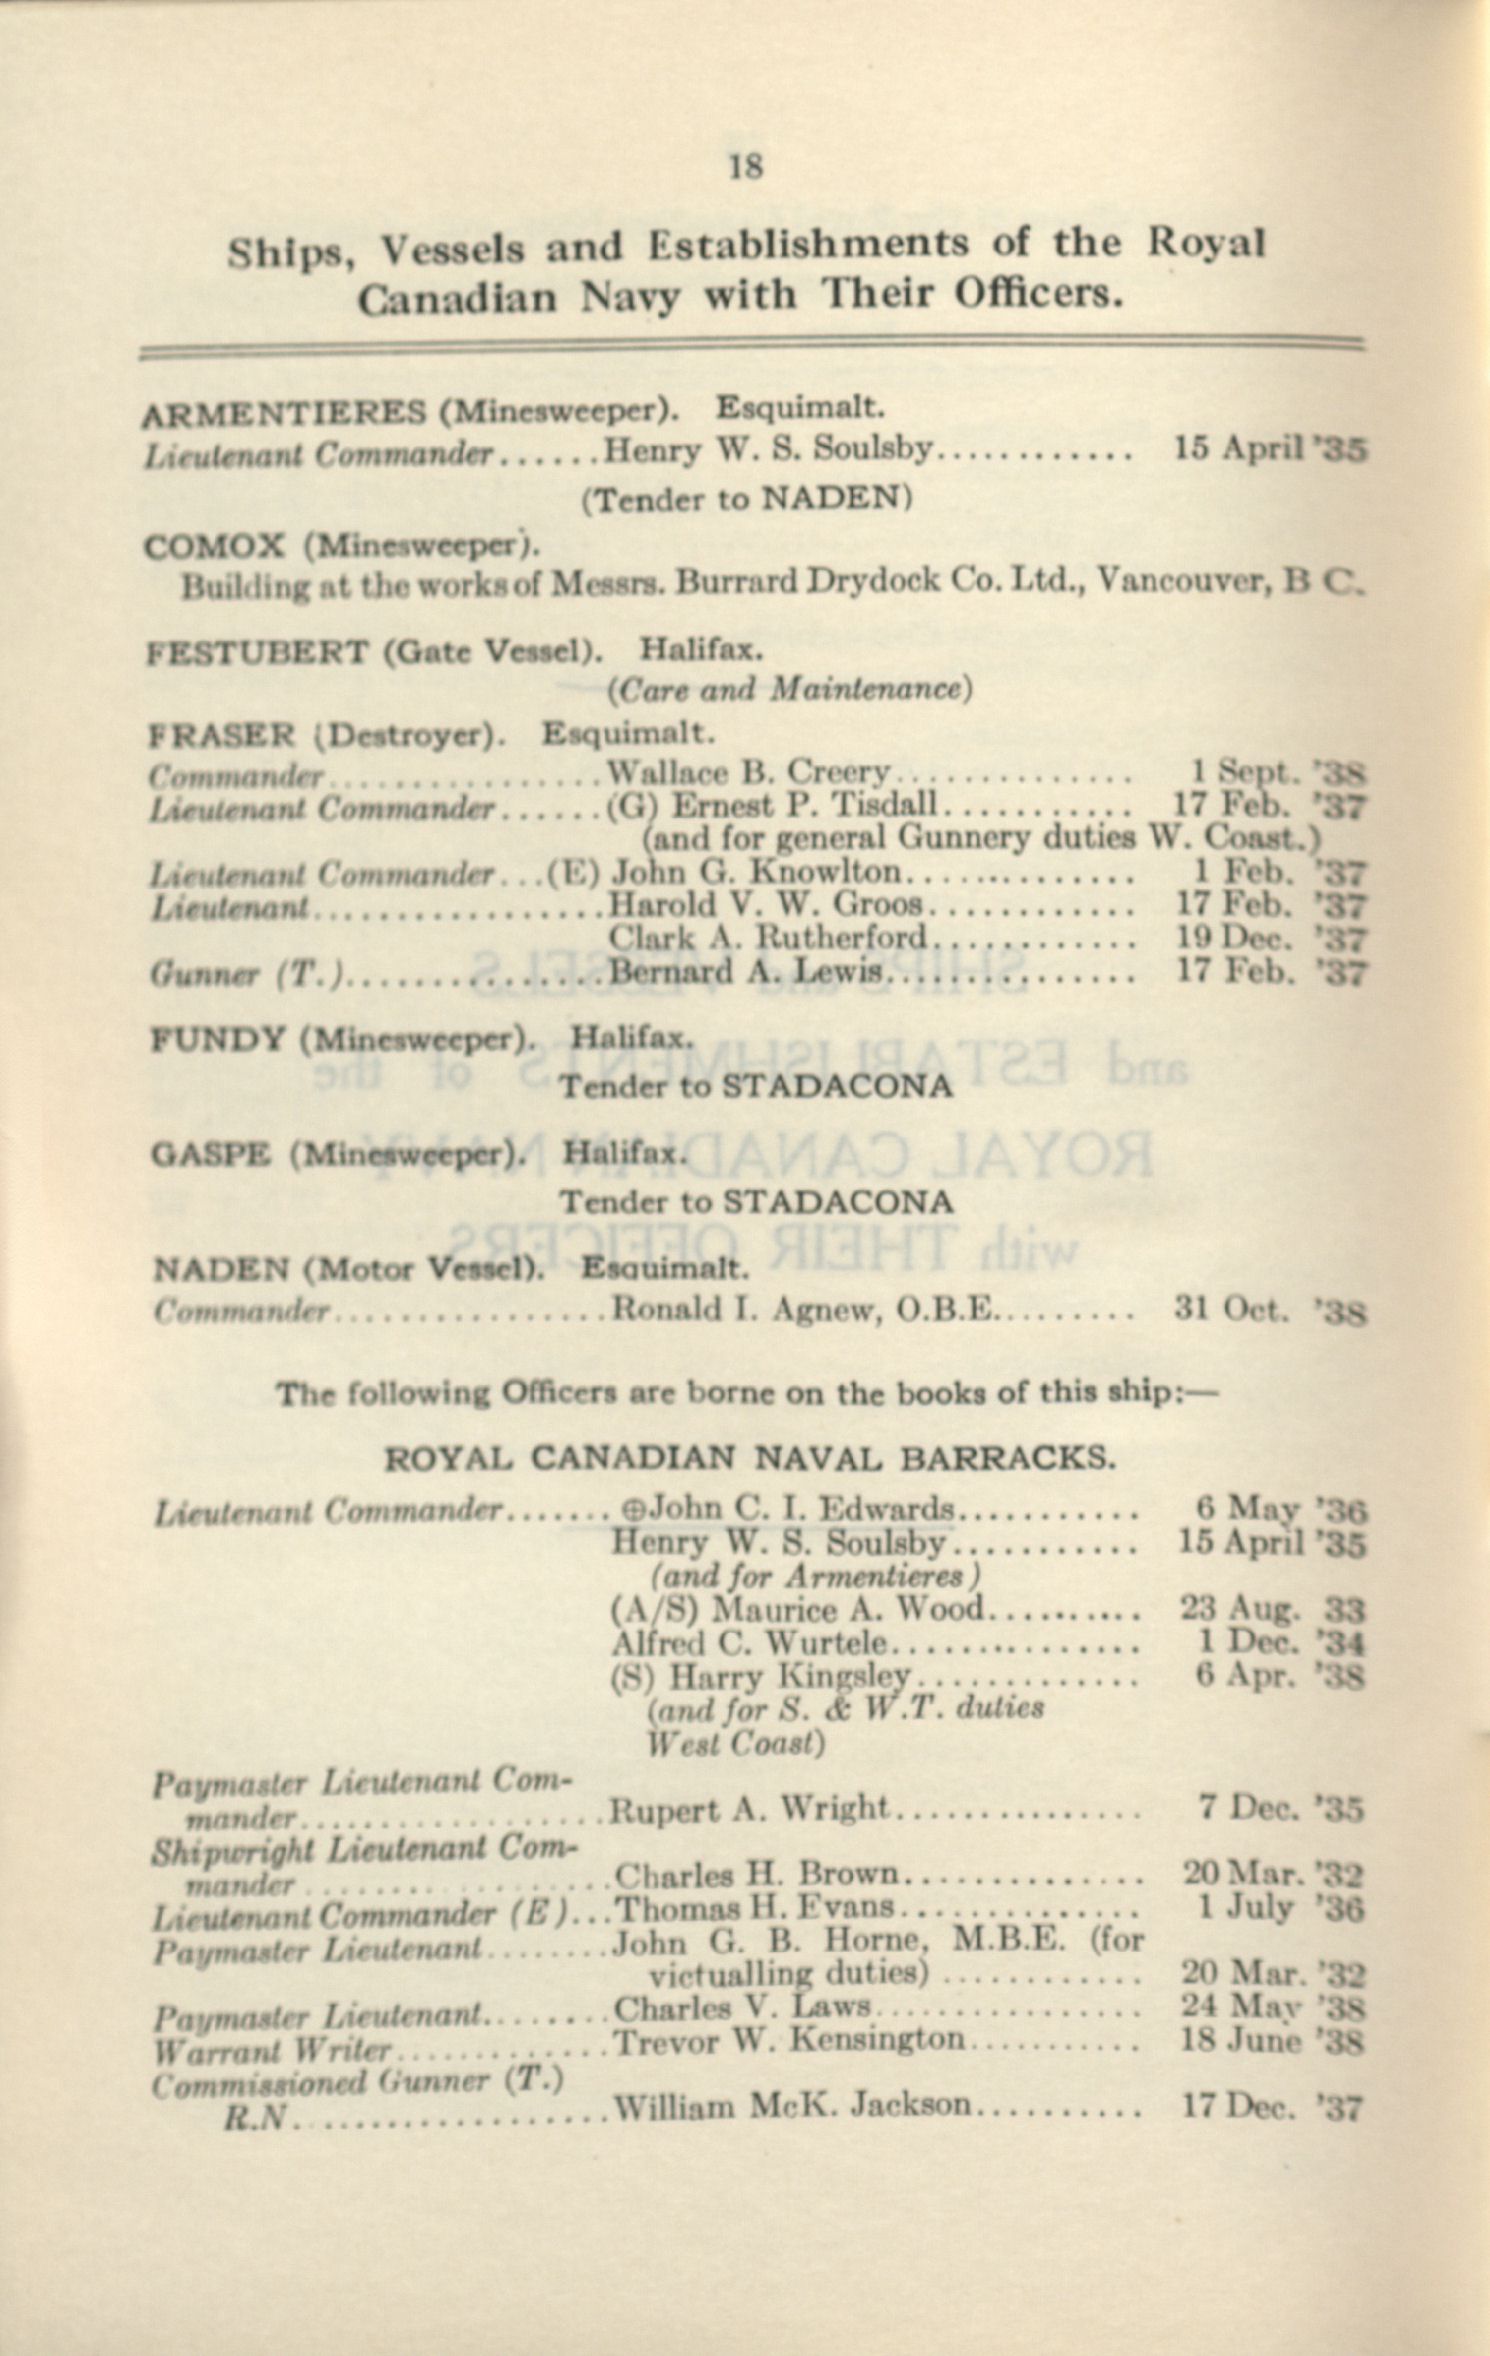 18
Ships, Vessels and Establishments of the Royal
Canadian Navy with Their Officers.
ARMENTIERES (Minesweeper). Esquimalt.
Lieutenant Commander......Henry W. S. Soulsby............ 15 April '35
(Tender to NADEN)
COMOX (Minesweeper).
Building at the works of Messrs. Burrard Drydock Co. Ltd., Vancouver, B C.
FESTUBERT (Gate Vessel). Halifax.
(Care and Maintenance)
FRASER (Destroyer). Esquimalt.
Commander................Wallace B. Creery.............. 1 Sept. '38
Lieutenant Commander......(G) Ernest P. Tisdall........... 17 Feb. '37
(and for general Gunnery duties W. Coast.)
Lieutenant Commander...(E) John G. Knowlton.............. 1 Feb. '37
Lieutenant.................Harold V. W. Groos............. 17 Feb. '37
Clark A. Rutherford............ 19 Dec. '37
Gunner (T.)...............Bernard A. Lewis............... 17 Feb. '37
FUNDY (Minesweeper). Halifax.
Tender to STADACONA
GASPE (Minesweeper). Halifax.
Tender to STADACONA
NADEN (Motor Vessel). Esquimalt.
Commander................Ronald I. Agnew, O.B.E......... 31 Oct. '38
The following Officers are borne on the books of this ship:—
ROYAL CANADIAN NAVAL BARRACKS.
Lieutenant Commander....... ⊕John C. I. Edwards........... 6 May '36
Henry W. S. Soulsby........... 15 April '35
(and for Armentieres)
(A/S) Maurice A. Wood........... 23 Aug. 33
Alfred C. Wurtele............... 1 Dec. '34
(S) Harry Kingsley............. 6 Apr. '38
(and for S. & W.T. duties
West Coast)
Paymaster Lieutenant Com-
mander..................Rupert A. Wright............... 7 Dec. '35
Shipwright Lieutenant Com-
mander..................Charles H. Brown.............. 20 Mar. '32
Lieutenant Commander (E)...Thomas H. Evans.............. 1 July '36
Paymaster Lieutenant........John G. B. Horne, M.B.E. (for
victualling duties) ............ 20 Mar. '32
Paymaster Lieutenant........Charles V. Laws................ 24 May '38
Warrant Writer.............Trevor W. Kensington.......... 18 June '38
Commissioned Gunner (T.)
R.N...................William McK. Jackson.......... 17 Dec. '37